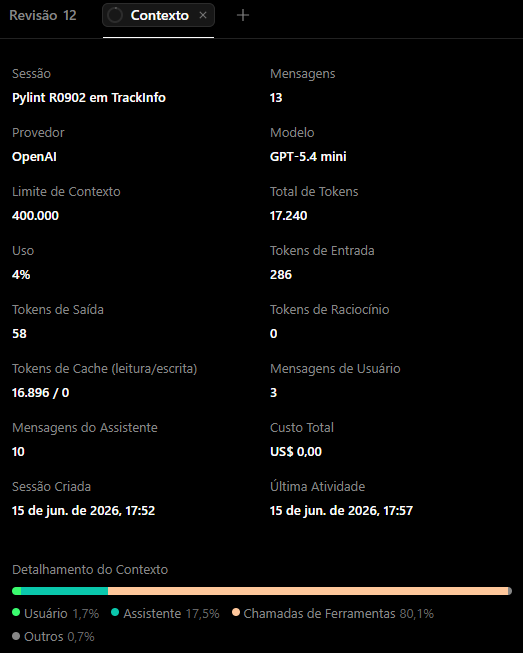 Revisão 12
Contexto
Sessão
Mensagens
Pylint R0902 em TrackInfo
13
Provedor
Modelo
OpenAI
GPT-5.4 mini
Limite de Contexto
Total de Tokens
400.000
17.240
Uso
Tokens de Entrada
4%
286
Tokens de Saída
Tokens de Raciocínio
58
0
Tokens de Cache (leitura/escrita)
Mensagens de Usuário
16.896 / 0
3
Mensagens do Assistente
Custo Total
10
US$ 0,00
Sessão Criada
Última Atividade
15 de jun. de 2026, 17:52
15 de jun. de 2026, 17:57
Detalhamento do Contexto
Usuário 1,7%
Assistente 17,5%
Chamadas de Ferramentas 80,1%
Outros 0,7%